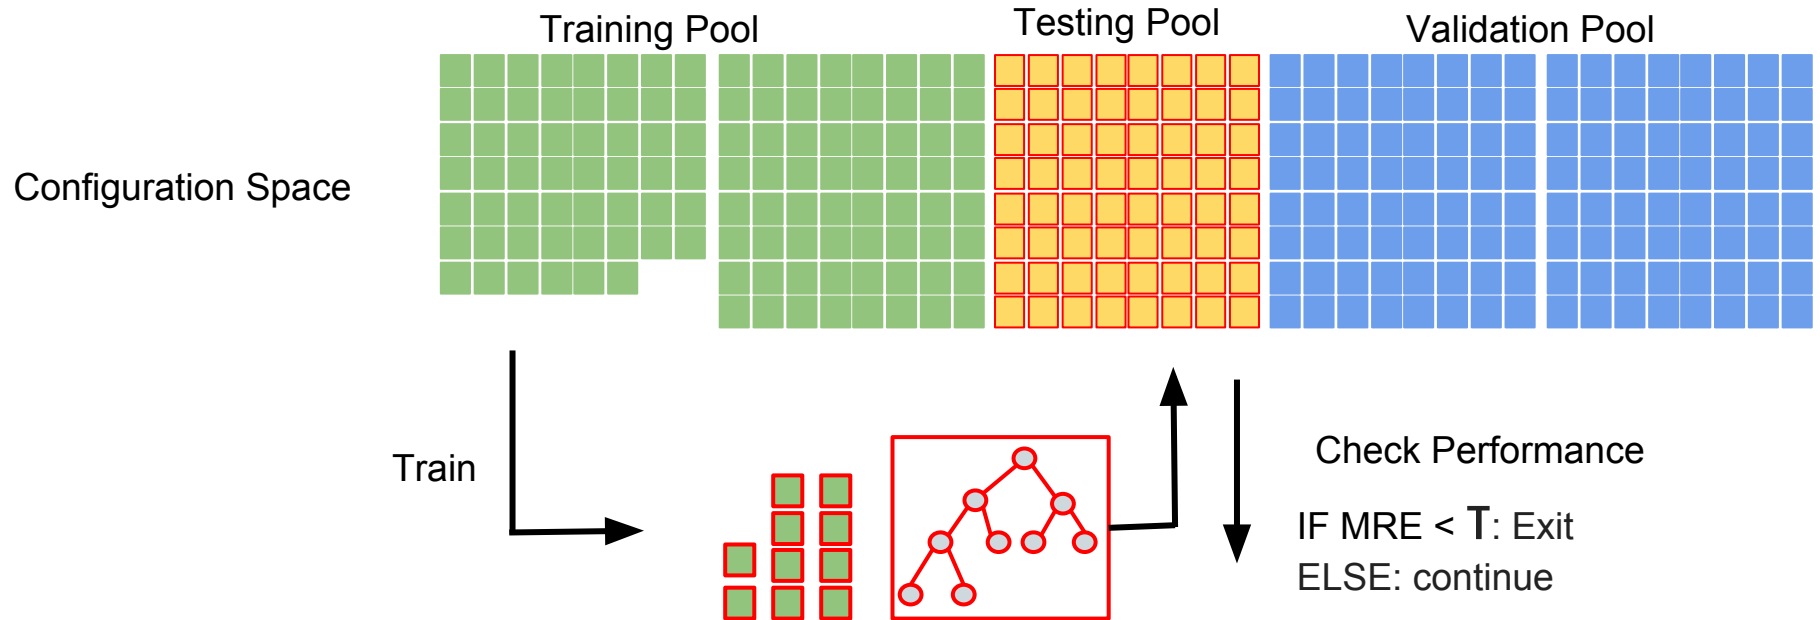 Training Pool
Testing Pool
Validation Pool
Configuration Space
Train
Check Performance
IF MRE < T: Exit
ELSE: continue